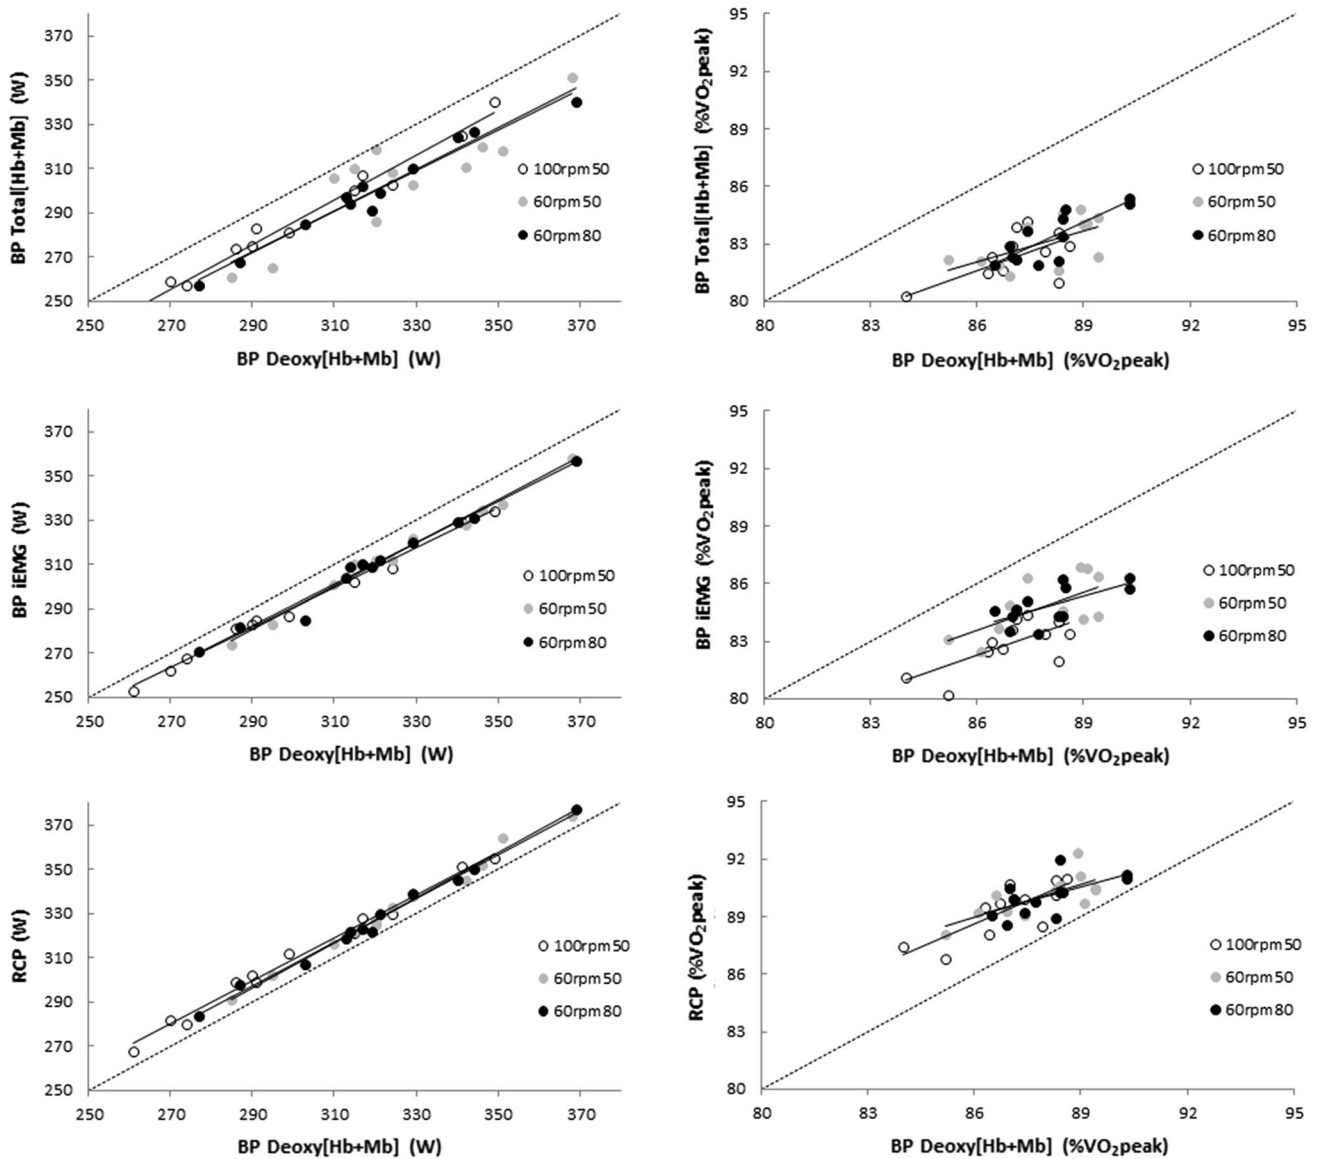 BP Total[Hb+Mb] (W)
370
350
330
310
290
270
250
250 270 290 310 330 350 370
BP Deoxy[Hb+Mb] (W)
100rpm50
60rpm50
60rpm80
BP Total[Hb+Mb] (%VO₂peak)
95
92
89
86
83
80
80 83 86 89 92 95
BP Deoxy[Hb+Mb] (%VO₂peak)
100rpm50
60rpm50
60rpm80
BP iEMG (W)
370
350
330
310
290
270
250
250 270 290 310 330 350 370
BP Deoxy[Hb+Mb] (W)
100rpm50
60rpm50
60rpm80
BP iEMG (%VO₂peak)
95
92
89
86
83
80
80 83 86 89 92 95
BP Deoxy[Hb+Mb] (%VO₂peak)
100rpm50
60rpm50
60rpm80
RCP (W)
370
350
330
310
290
270
250
250 270 290 310 330 350 370
BP Deoxy[Hb+Mb] (W)
100rpm50
60rpm50
60rpm80
RCP (%VO₂peak)
95
92
89
86
83
80
80 83 86 89 92 95
BP Deoxy[Hb+Mb] (%VO₂peak)
100rpm50
60rpm50
60rpm80